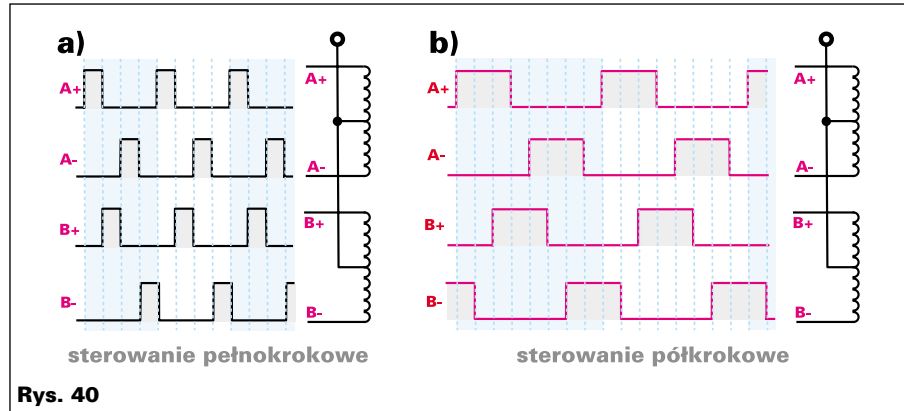 a)
A+
A-
B+
B-
A+
A-
B+
B-
sterowanie pełnokrokowe
b)
A+
A-
B+
B-
A+
A-
B+
B-
sterowanie półkrokowe
Rys. 40